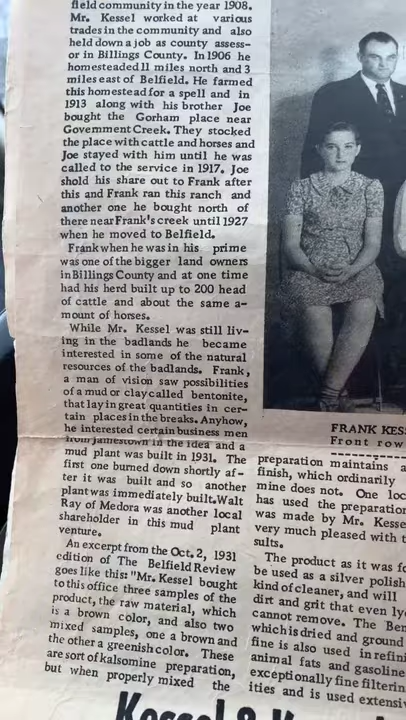 field community in the year 1908.
Mr. Kessel worked at various
trades in the community and also
held down a job as county assess-
or in Billings County. In 1906 he
homesteaded 11 miles north and 3
miles east of Belfield. He farmed
this homestead for a spell and in
1913 along with his brother Joe
bought the Gorham place near
Government Creek. They stocked
the place with cattle and horses and
Joe stayed with him until he was
called to the service in 1917. Joe
shold his share out to Frank after
this and Frank ran this ranch and
another one he bought north of
there near Frank's creek until 1927
when he moved to Belfield.
Frank when he was in his prime
was one of the bigger land owners
in Billings County and at one time
had his herd built up to 200 head
of cattle and about the same a-
mount of horses.
While Mr. Kessel was still liv-
ing in the badlands he became
interested in some of the natural
resources of the badlands. Frank,
a man of vision saw possibilities
of a mud or clay called bentonite,
that lay in great quantities in cer-
tain places in the breaks. Anyhow,
he interested certain business men
from Jamestown in the idea and a
mud plant was built in 1931. The
first one burned down shortly af-
ter it was built and so another
plant was immediately built. Walt
Ray of Medora was another local
shareholder in this mud plant
venture.
An excerpt from the Oct. 2, 1931
edition of The Belfield Review
goes like this: "Mr. Kessel bought
to this office three samples of the
product, the raw material, which
is a brown color, and also two
mixed samples, one a brown and
the other a greenish color. These
are sort of kalsomine preparation,
but when properly mixed the
FRANK KES
Front row
preparation maintains a
finish, which ordinarily
mine does not. One loc
has used the preparation
was made by Mr. Kesse
very much pleased with t
sults.
The product as it was fo
be used as a silver polish
kind of cleaner, and will
dirt and grit that even ly
cannot remove. The Ben
which is dried and ground
fine is also used in refini
animal fats and gasoline
exceptionally fine filterin
ities and is used extensiv